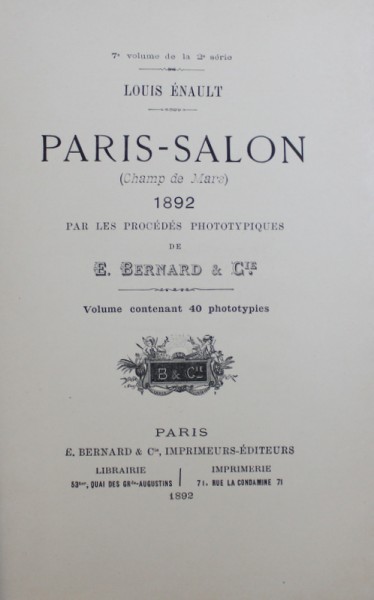 7e volume de la 2e série
LOUIS ÉNAULT
PARIS-SALON
(Champ de Mars)
1892
PAR LES PROCÉDÉS PHOTOTYPIQUES
DE
E. BERNARD & CIE
Volume contenant 40 phototypies
B & CIE
PARIS
E. BERNARD & Cie, IMPRIMEURS-ÉDITEURS
LIBRAIRIE
53ter, QUAI DES GRds-AUGUSTINS
IMPRIMERIE
71, RUE LA CONDAMINE 71
1892